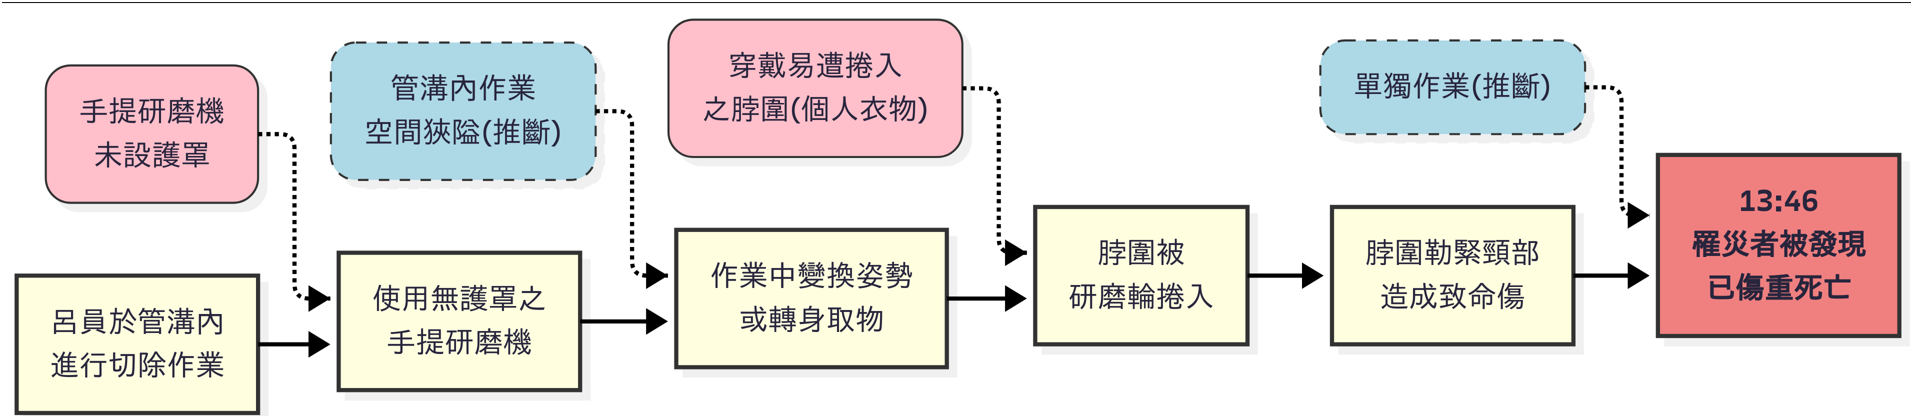 手提研磨機
未設護罩
管溝內作業
空間狹隘(推斷)
穿戴易遭捲入
之脖圍(個人衣物)
單獨作業(推斷)
呂員於管溝內
進行切除作業
使用無護罩之
手提研磨機
作業中變換姿勢
或轉身取物
脖圍被
研磨輪捲入
脖圍勒緊頸部
造成致命傷
13:46
罹災者被發現
已傷重死亡